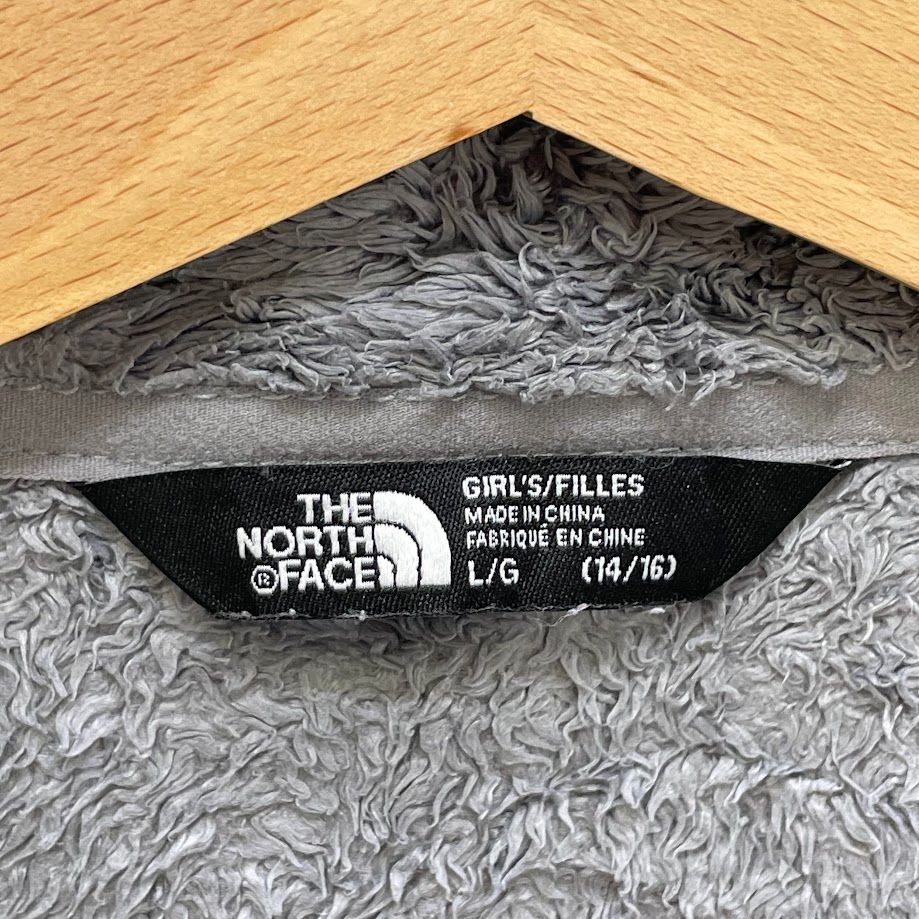 THE
NORTH
®FACE
GIRL'S/FILLES
MADE IN CHINA
FABRIQUÉ EN CHINE
L/G (14/16)